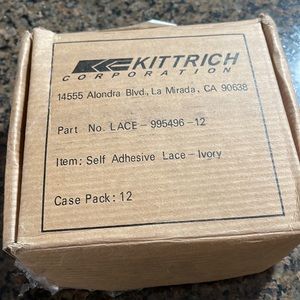 KITTRICH
CORPORATION
14555 Alondra Blvd., La Mirada, CA 90638
Part No. LACE-995496-12
Item: Self Adhesive Lace-Ivory
Case Pack: 12